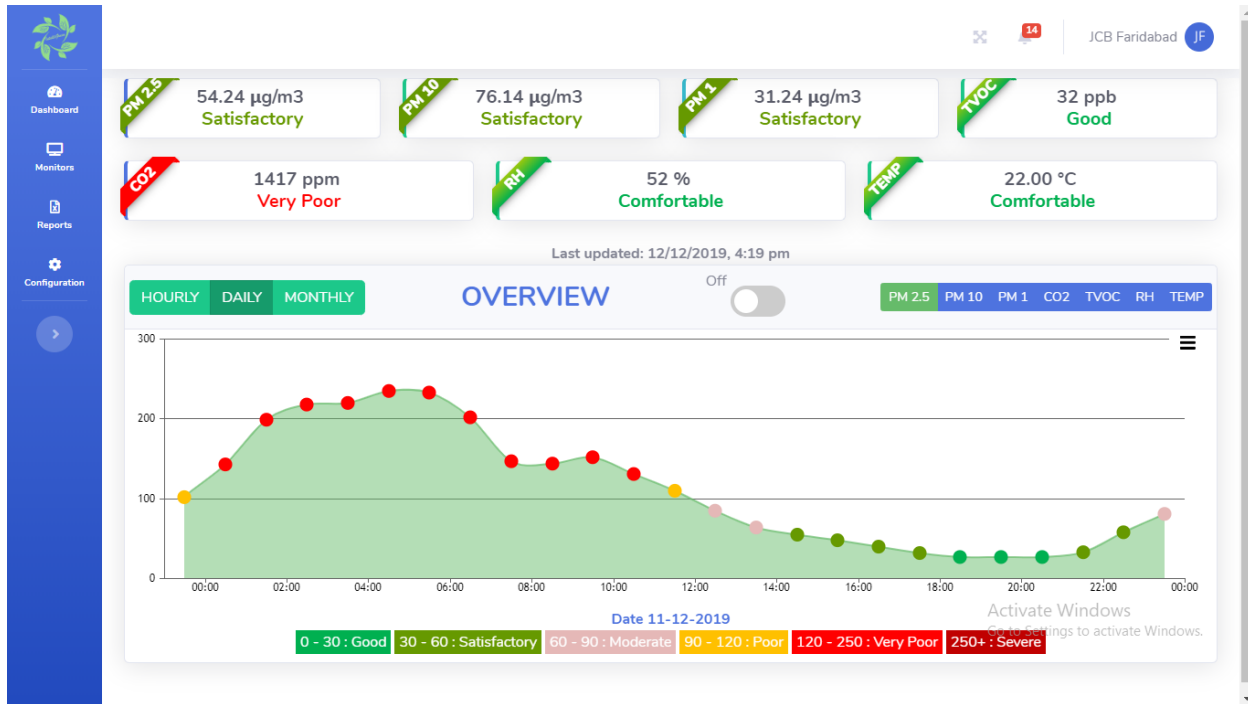 14
JCB Faridabad JF
Dashboard
Monitors
Reports
Configuration
PM 2.5
54.24 µg/m3
Satisfactory
PM 10
76.14 µg/m3
Satisfactory
PM 1
31.24 µg/m3
Satisfactory
TVOC
32 ppb
Good
CO2
1417 ppm
Very Poor
RH
52 %
Comfortable
TEMP
22.00 °C
Comfortable
Last updated: 12/12/2019, 4:19 pm
HOURLY DAILY MONTHLY
OVERVIEW
Off
PM 2.5 PM 10 PM 1 CO2 TVOC RH TEMP
300
200
100
0
00:00 02:00 04:00 06:00 08:00 10:00 12:00 14:00 16:00 18:00 20:00 22:00 00:00
Date 11-12-2019
0 - 30 : Good 30 - 60 : Satisfactory 60 - 90 : Moderate 90 - 120 : Poor 120 - 250 : Very Poor 250+ : Severe
Activate Windows
Go to Settings to activate Windows.